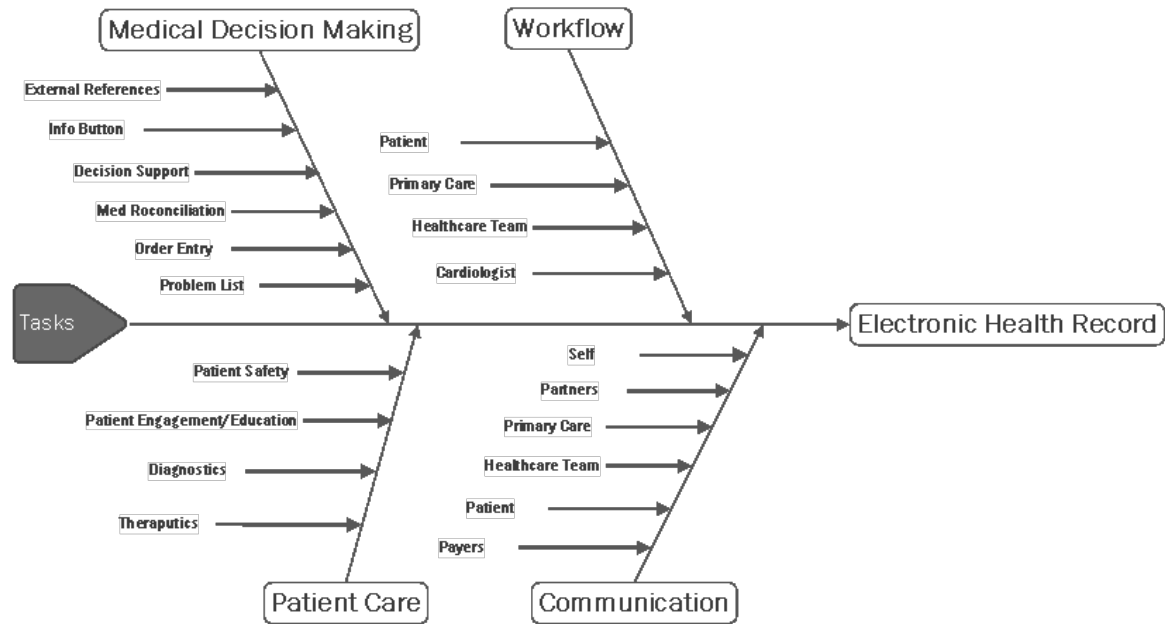 Medical Decision Making
Workflow
External References
Info Button
Decision Support
Med Roconciliation
Order Entry
Problem List
Patient
Primary Care
Healthcare Team
Cardiologist
Tasks
Electronic Health Record
Patient Safety
Patient Engagement/Education
Diagnostics
Theraputics
Self
Partners
Primary Care
Healthcare Team
Patient
Payers
Patient Care
Communication